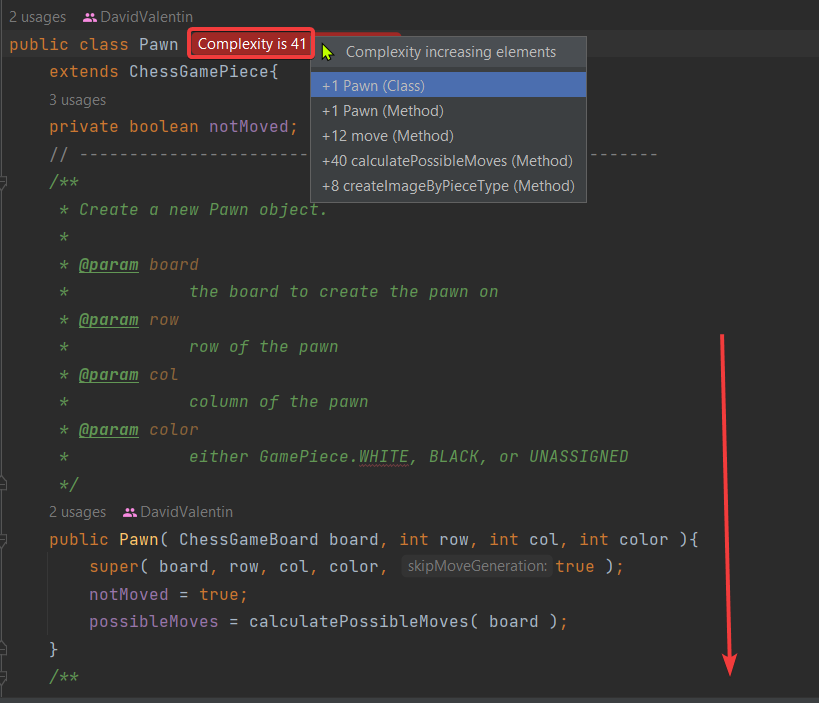 2 usages DavidValentin
public class Pawn Complexity is 41
Complexity increasing elements
extends ChessGamePiece{
+1 Pawn (Class)
3 usages
+1 Pawn (Method)
private boolean notMoved;
+12 move (Method)
// ----------------------- -------
+40 calculatePossibleMoves (Method)
/**
+8 createImageByPieceType (Method)
* Create a new Pawn object.
*
* @param board
* the board to create the pawn on
* @param row
* row of the pawn
* @param col
* column of the pawn
* @param color
* either GamePiece.WHITE, BLACK, or UNASSIGNED
*/
2 usages DavidValentin
public Pawn( ChessGameBoard board, int row, int col, int color ){
super( board, row, col, color, skipMoveGeneration: true );
notMoved = true;
possibleMoves = calculatePossibleMoves( board );
}
/**